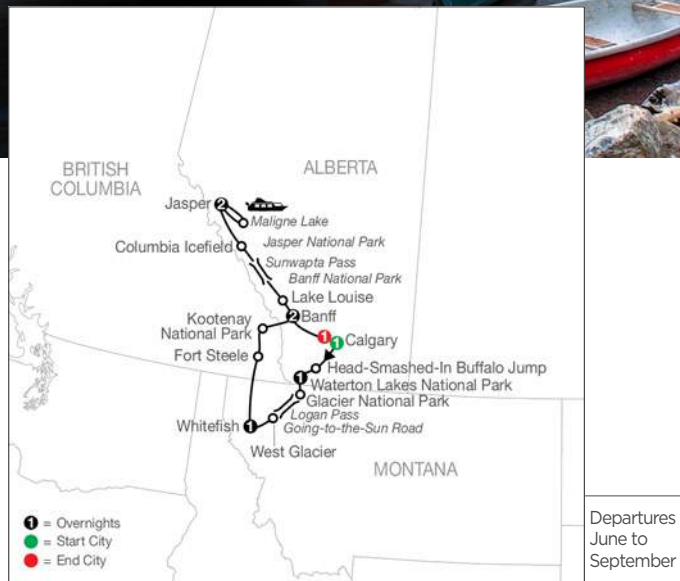 BRITISH
COLUMBIA
ALBERTA
Jasper 2
Maligne Lake
Columbia Icefield
Jasper National Park
Sunwapta Pass
Banff National Park
Lake Louise
2 Banff
Kootenay
National Park
1 1 Calgary
Fort Steele
Head-Smashed-In Buffalo Jump
1 Waterton Lakes National Park
Glacier National Park
Logan Pass
Whitefish 1
Going-to-the-Sun Road
West Glacier
MONTANA
1 = Overnights
= Start City
= End City
Departures
June to
September